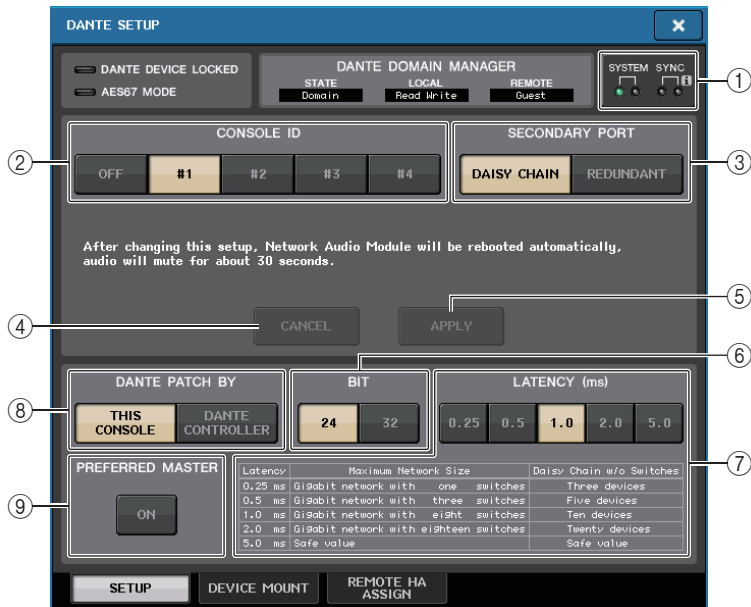 DANTE SETUP
×
DANTE DEVICE LOCKED
AES67 MODE
DANTE DOMAIN MANAGER
STATE LOCAL REMOTE
Domain Read Write Guest
SYSTEM SYNC
i
①
CONSOLE ID
②
OFF #1 #2 #3 #4
SECONDARY PORT
DAISY CHAIN REDUNDANT
③
After changing this setup, Network Audio Module will be rebooted automatically,
audio will mute for about 30 seconds.
④
CANCEL
APPLY
⑤
⑥
⑧
DANTE PATCH BY
THIS
CONSOLE
DANTE
CONTROLLER
BIT
24 32
LATENCY (ms)
0.25 0.5 1.0 2.0 5.0
⑦
⑨
PREFERRED MASTER
ON
Latency Maximum Network Size Daisy Chain w/o Switches
0.25 ms Gigabit network with one switches Three devices
0.5 ms Gigabit network with three switches Five devices
1.0 ms Gigabit network with eight switches Ten devices
2.0 ms Gigabit network with eighteen switches Twenty devices
5.0 ms Safe value Safe value
SETUP
DEVICE MOUNT
REMOTE HA
ASSIGN